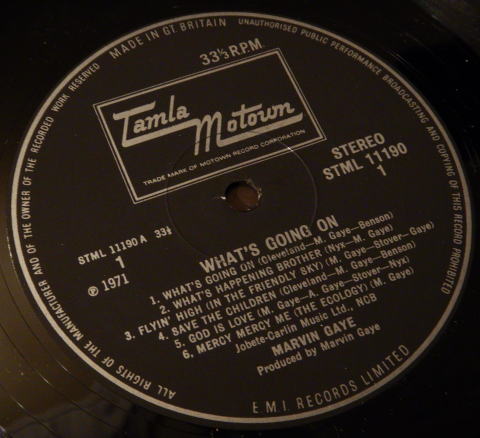 MADE IN GT. BRITAIN
UNAUTHORISED PUBLIC PERFORMANCE BROADCASTING AND COPYING OF THIS RECORD PROHIBITED
ALL RIGHTS OF THE MANUFACTURER AND OF THE OWNER OF THE RECORDED WORK RESERVED
33⅓ RPM
Tamla
Motown
TRADE MARK OF MOTOWN RECORD CORPORATION
STEREO
STML 11190
1
STML 11190 A 33⅓
1
℗ 1971
WHAT'S GOING ON
1. WHAT'S GOING ON (Cleveland—M. Gaye—Benson)
2. WHAT'S HAPPENING BROTHER (Nyx—M. Gaye)
3. FLYIN' HIGH (IN THE FRIENDLY SKY) (M. Gaye—Stover—Gaye)
4. SAVE THE CHILDREN (Cleveland—M. Gaye—Benson)
5. GOD IS LOVE (M. Gaye—A. Gaye—Stover—Nyx)
6. MERCY MERCY ME (THE ECOLOGY) (M. Gaye)
Jobete-Carlin Music Ltd., NCB
MARVIN GAYE
Produced by Marvin Gaye
E.M.I. RECORDS LIMITED